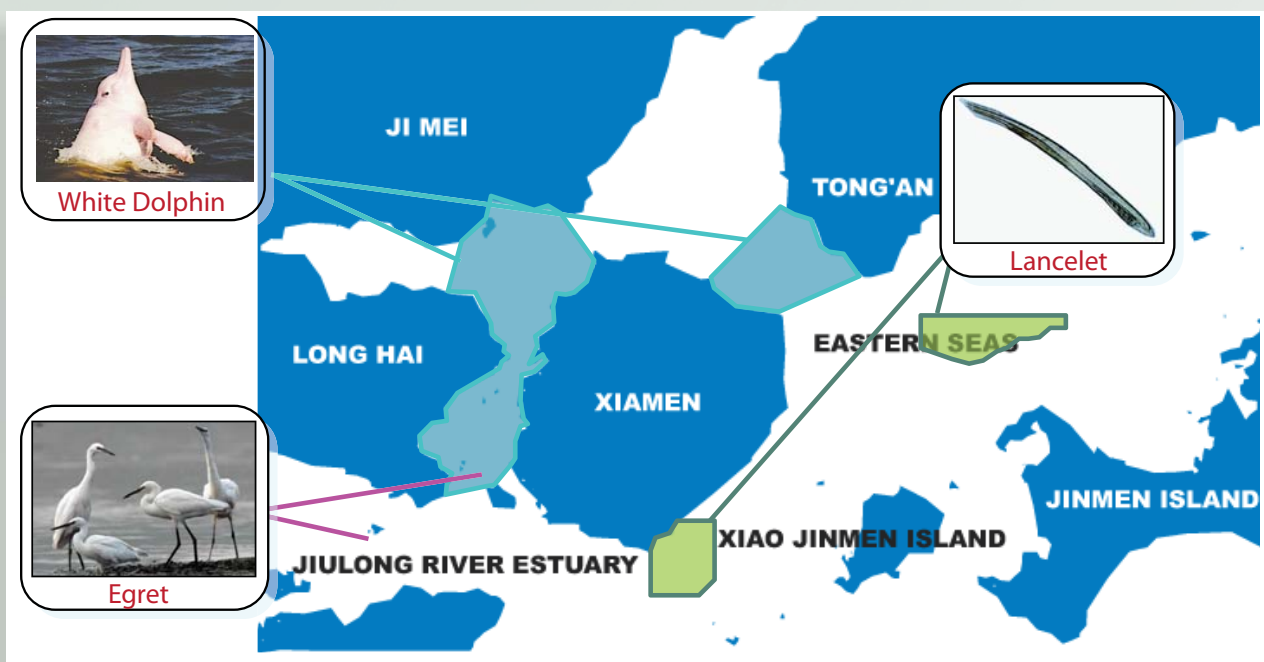 JI MEI
White Dolphin
TONG'AN
Lancelet
LONG HAI
EASTERN SEAS
XIAMEN
JINMEN ISLAND
XIAO JINMEN ISLAND
JIULONG RIVER ESTUARY
Egret